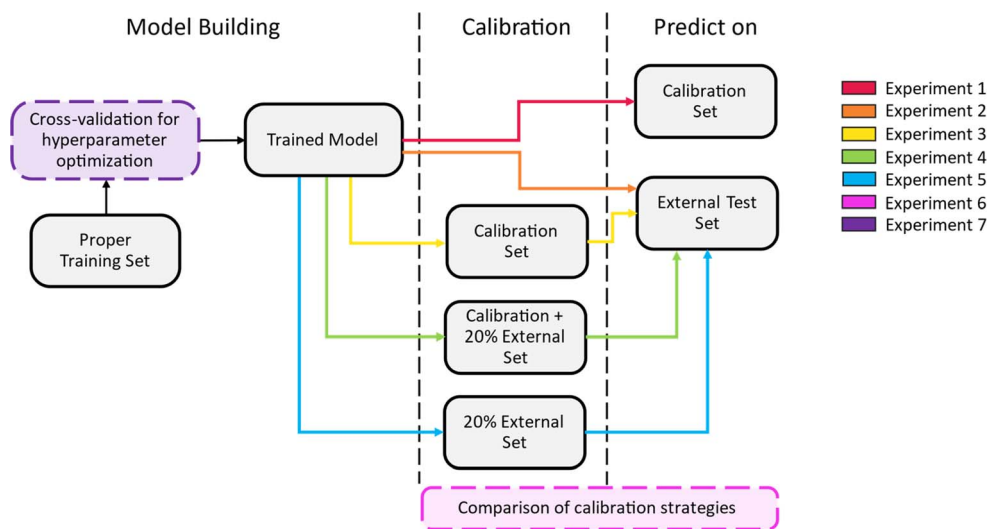 Model Building
Calibration
Predict on
Cross-validation for
hyperparameter
optimization
Trained Model
Proper
Training Set
Calibration
Set
Calibration +
20% External
Set
20% External
Set
Calibration
Set
External Test
Set
Comparison of calibration strategies
Experiment 1
Experiment 2
Experiment 3
Experiment 4
Experiment 5
Experiment 6
Experiment 7